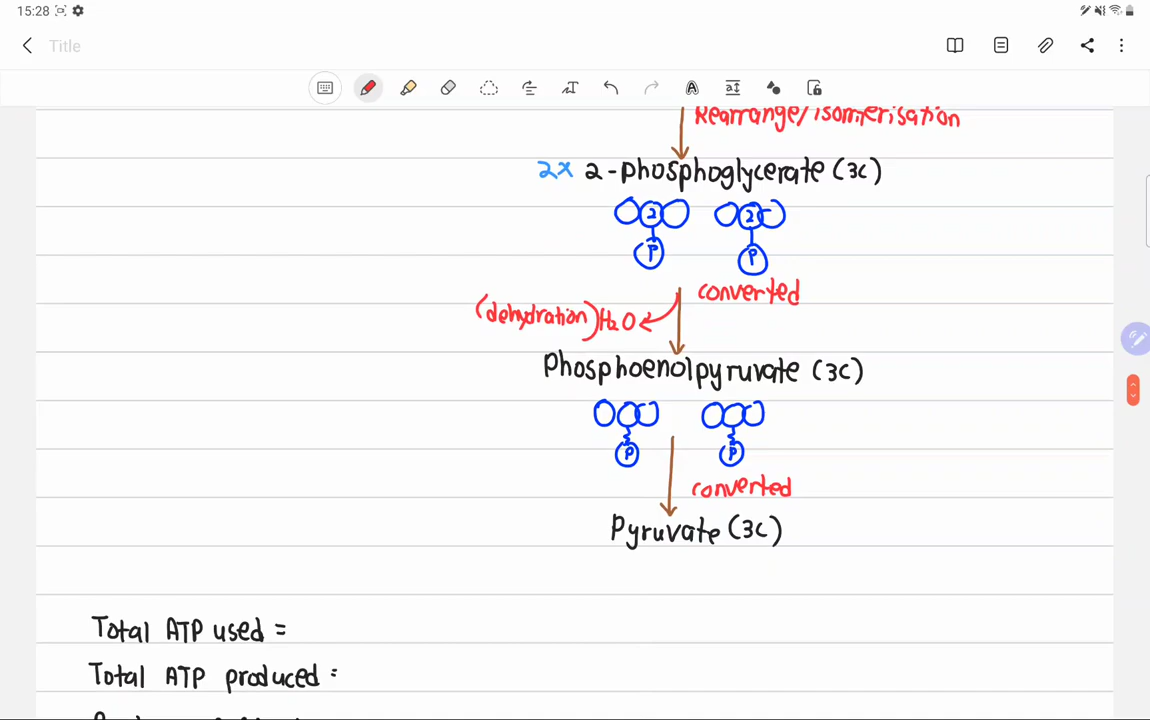 15:28
Title
Rearrange/isomerisation
2x 2-phosphoglycerate (3C)
2 2
P P
converted
(dehydration) H2O
Phosphoenolpyruvate (3C)
P P
converted
Pyruvate (3C)
Total ATP used =
Total ATP produced =